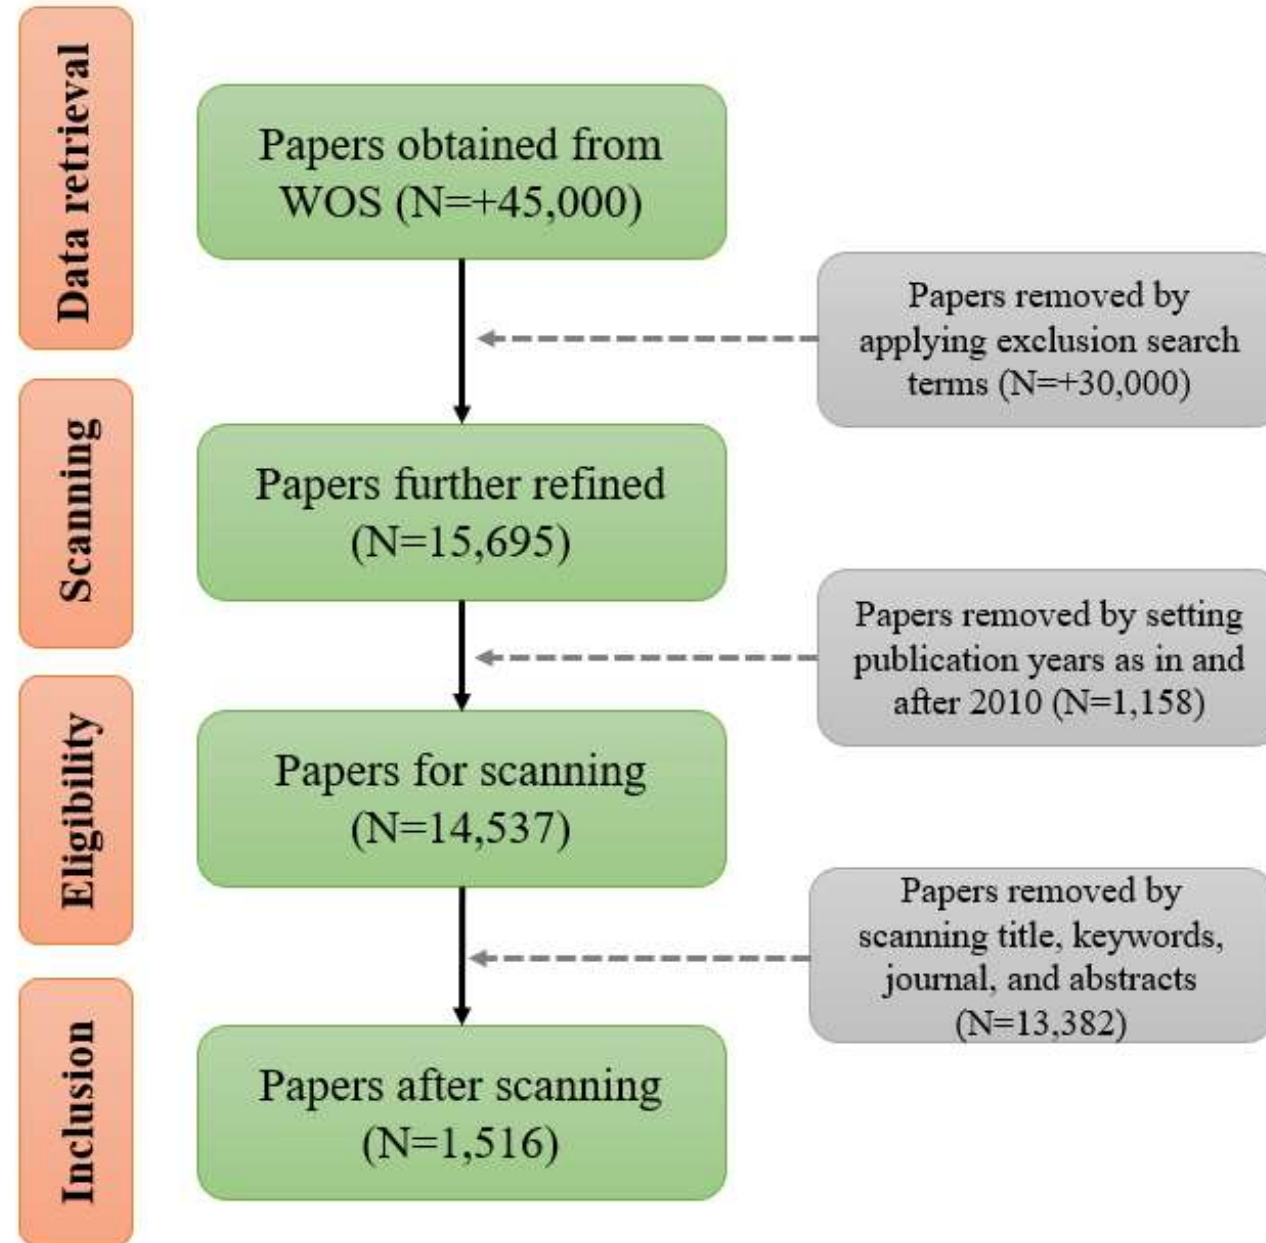 Data retrieval
Papers obtained from
WOS (N=+45,000)
Papers removed by
applying exclusion search
terms (N=+30,000)
Scanning
Papers further refined
(N=15,695)
Papers removed by setting
publication years as in and
after 2010 (N=1,158)
Eligibility
Papers for scanning
(N=14,537)
Papers removed by
scanning title, keywords,
journal, and abstracts
(N=13,382)
Inclusion
Papers after scanning
(N=1,516)